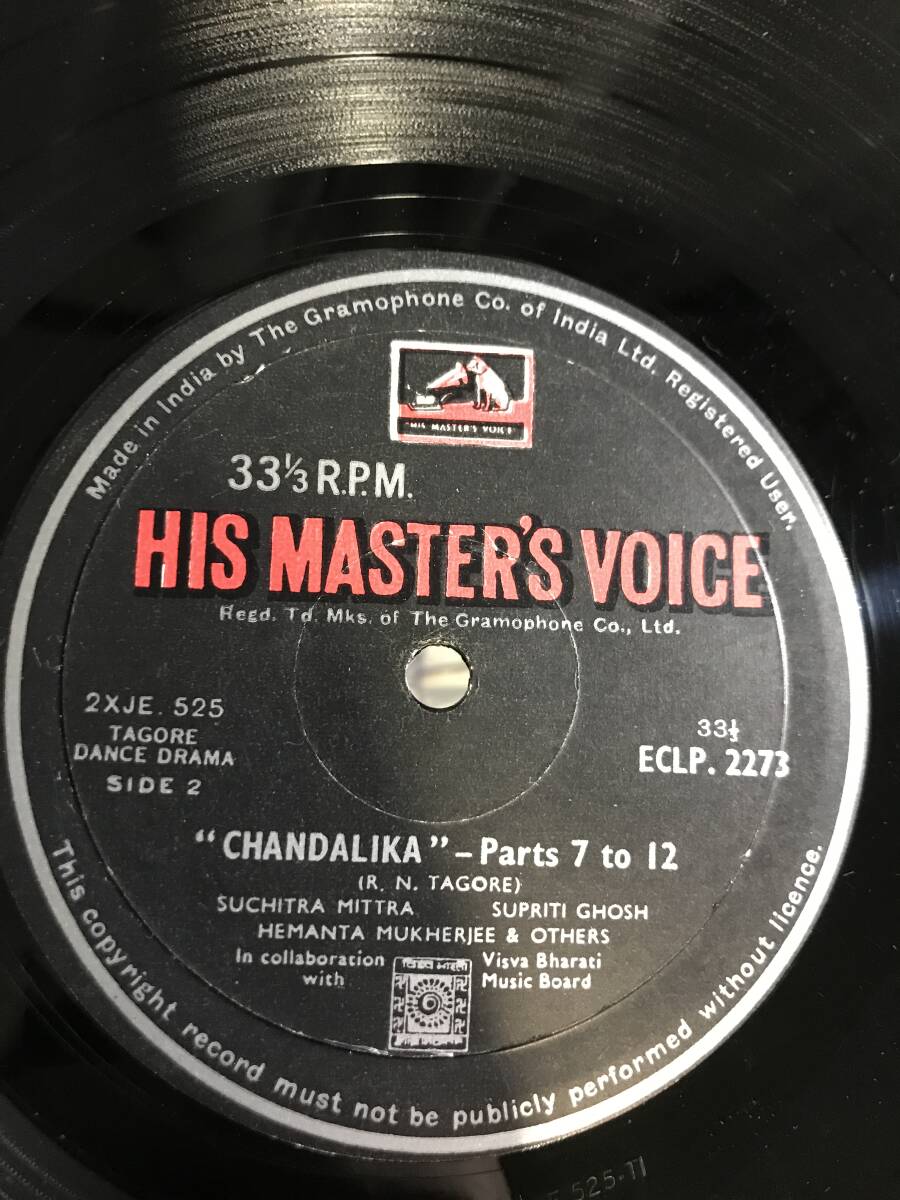 Made in India by The Gramophone Co. of India Ltd. Registered User.
"HIS MASTER'S VOICE"
33⅓ R.P.M.
HIS MASTER'S VOICE
Regd. Td. Mks. of The Gramophone Co., Ltd.
2XJE. 525
TAGORE
DANCE DRAMA
SIDE 2
33⅓
ECLP. 2273
"CHANDALIKA" – Parts 7 to 12
(R. N. TAGORE)
SUCHITRA MITTRA SUPRITI GHOSH
HEMANTA MUKHERJEE & OTHERS
In collaboration
with
Visva Bharati
Music Board
This copyright record must not be publicly performed without licence.
525-T1